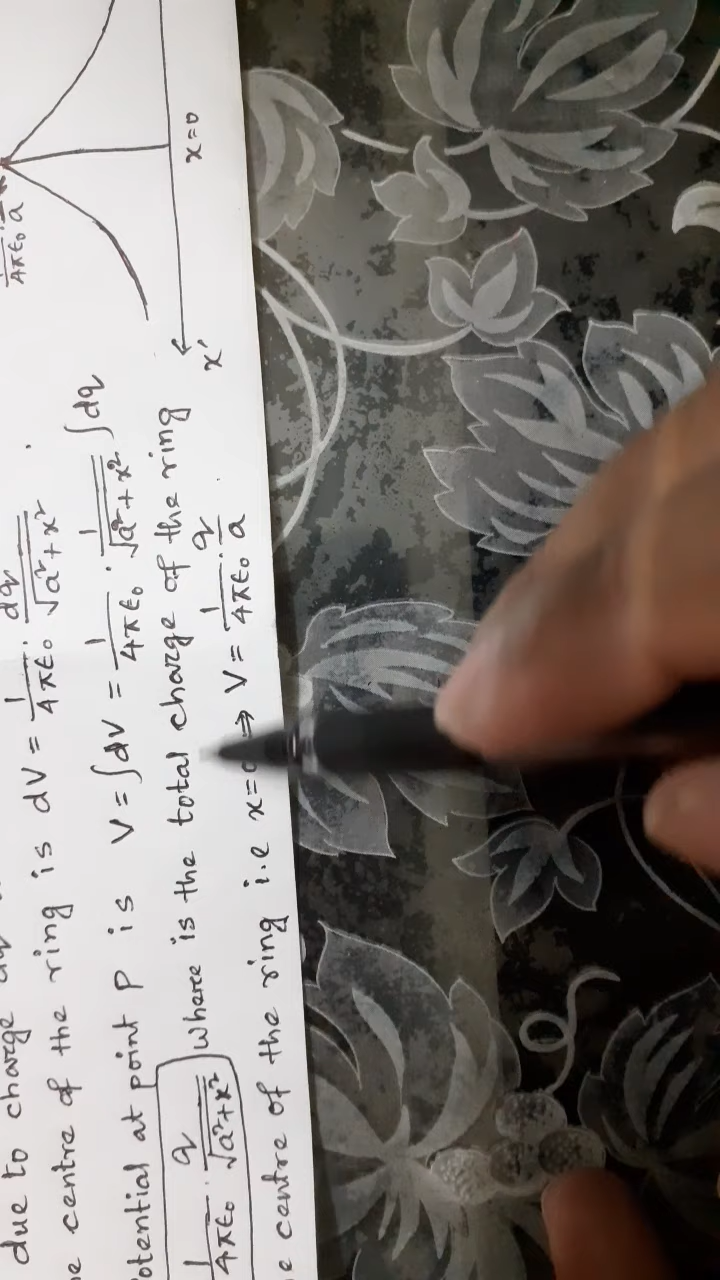 due to charge
centre of the ring is dV = 1/4πϵ₀ · dq/√a²+x² .
otential at point P is V = ∫dV = 1/4πϵ₀ · 1/√a²+x² ∫dq
1/4πϵ₀ · q/√a²+x² where is the total charge of the ring
e centre of the ring i.e x=0 ⇒ V = 1/4πϵ₀ · q/a .
1/4πϵ₀ · a
x=0
x'